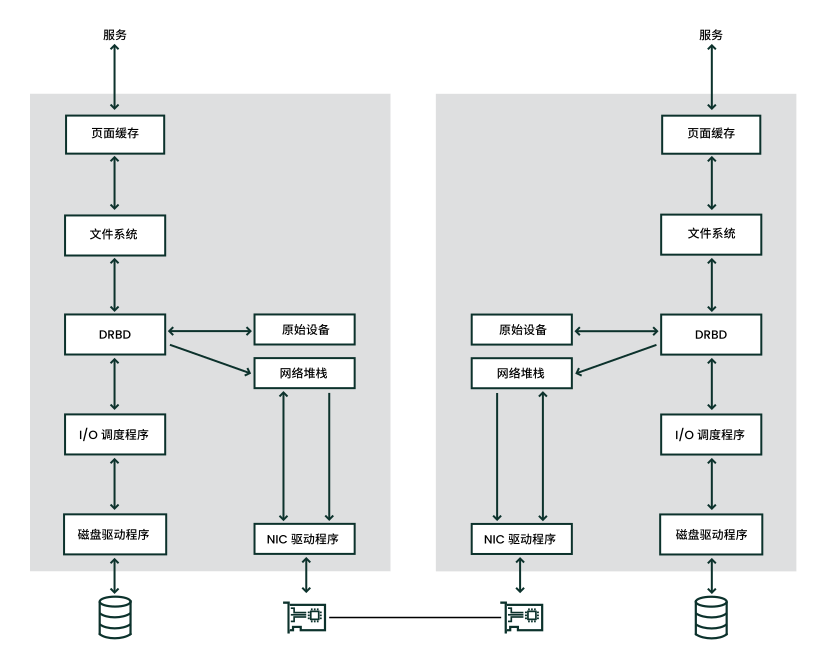 服务
页面缓存
文件系统
DRBD
原始设备
网络堆栈
I/O 调度程序
磁盘驱动程序
NIC 驱动程序
服务
页面缓存
文件系统
原始设备
DRBD
网络堆栈
I/O 调度程序
NIC 驱动程序
磁盘驱动程序